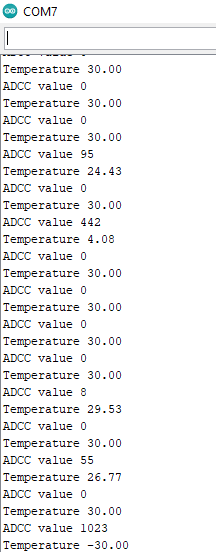 COM7
Temperature 30.00
ADCC value 0
Temperature 30.00
ADCC value 0
Temperature 30.00
ADCC value 95
Temperature 24.43
ADCC value 0
Temperature 30.00
ADCC value 442
Temperature 4.08
ADCC value 0
Temperature 30.00
ADCC value 0
Temperature 30.00
ADCC value 0
Temperature 30.00
ADCC value 0
Temperature 30.00
ADCC value 8
Temperature 29.53
ADCC value 0
Temperature 30.00
ADCC value 55
Temperature 26.77
ADCC value 0
Temperature 30.00
ADCC value 1023
Temperature -30.00